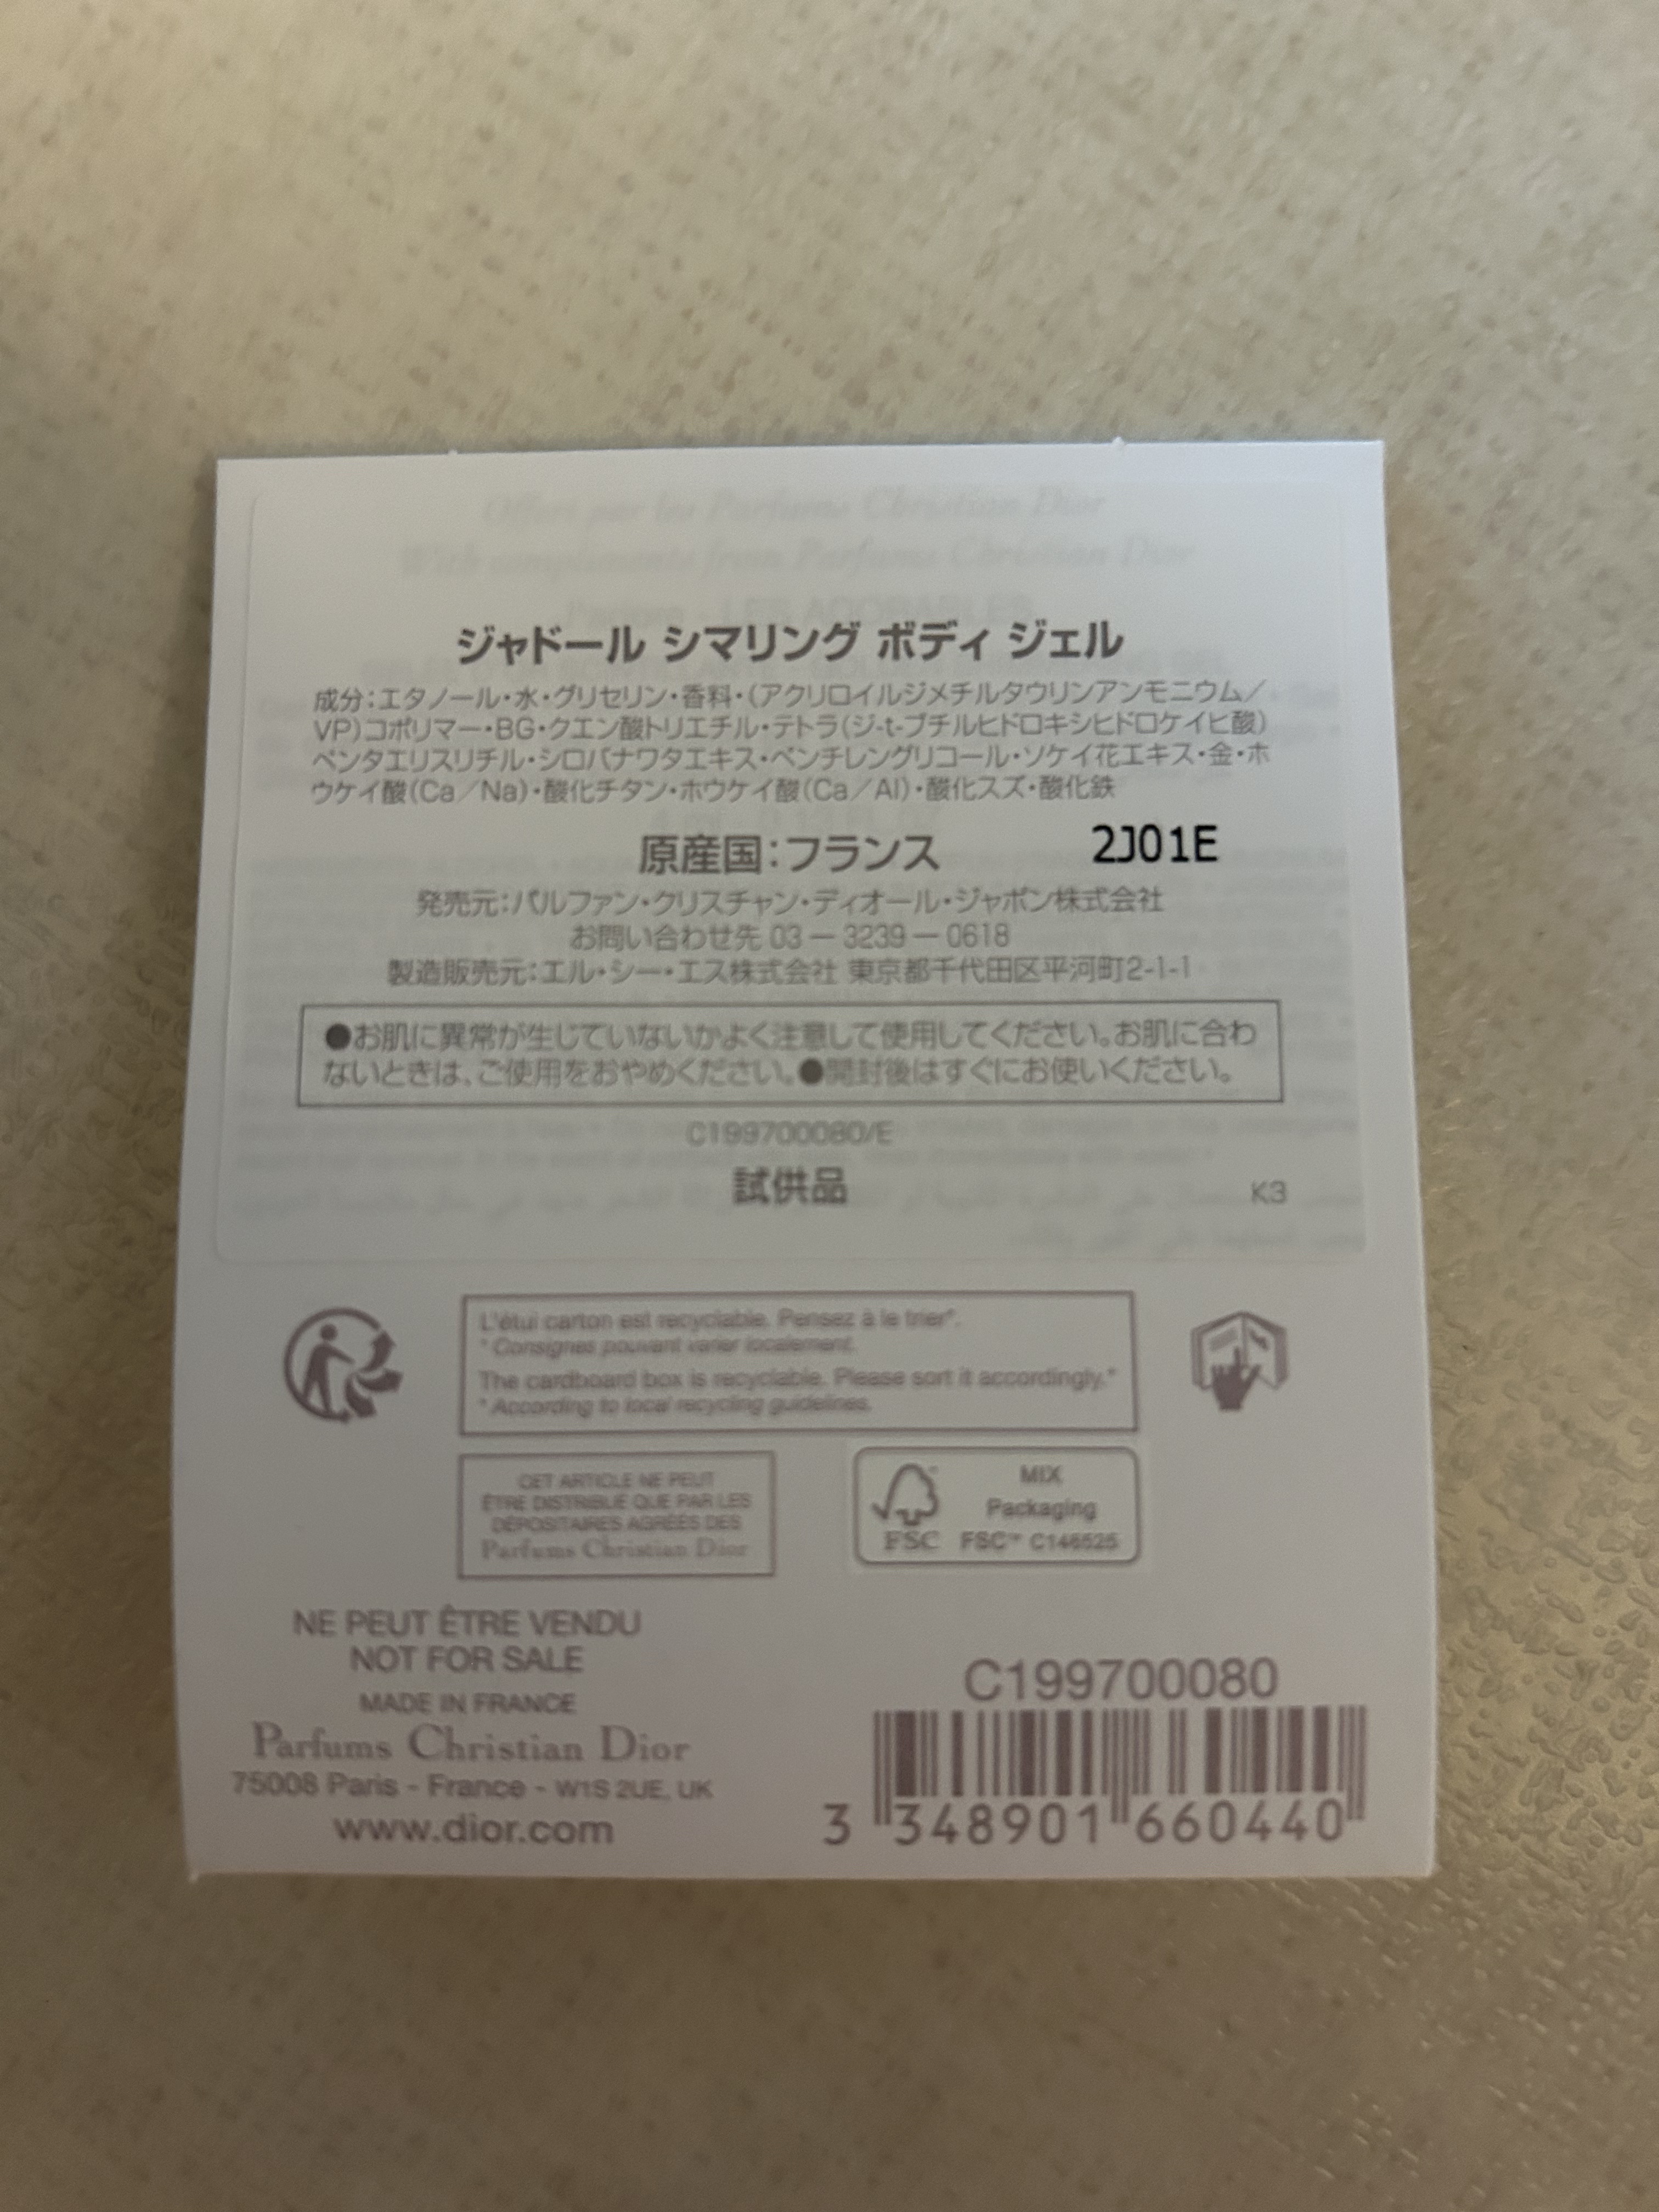 Offert par les Parfums Christian Dior
With compliments from Parfums Christian Dior
ジャドール シマリング ボディ ジェル
成分:エタノール・水・グリセリン・香料・(アクリロイルジメチルタウリンアンモニウム/
VP)コポリマー・BG・クエン酸トリエチル・テトラ(ジ-t-ブチルヒドロキシヒドロケイヒ酸)
ペンタエリスリチル・シロバナワタエキス・ペンチレングリコール・ソケイ花エキス・金・ホ
ウケイ酸(Ca/Na)・酸化チタン・ホウケイ酸(Ca/Al)・酸化スズ・酸化鉄
原産国:フランス 2J01E
発売元:パルファン・クリスチャン・ディオール・ジャポン株式会社
お問い合わせ先 03－3239－0618
製造販売元:エル・シー・エス株式会社 東京都千代田区平河町2-1-1
●お肌に異常が生じていないかよく注意して使用してください。お肌に合わ
ないときは、ご使用をおやめください。●開封後はすぐにお使いください。
C199700080/E
試供品 K3
L'étui carton est recyclable. Pensez à le trier*.
* Consignes pouvant varier localement.
The cardboard box is recyclable. Please sort it accordingly.*
* According to local recycling guidelines.
CET ARTICLE NE PEUT
ÊTRE DISTRIBUÉ QUE PAR LES
DÉPOSITAIRES AGRÉÉS DES
Parfums Christian Dior
MIX
Packaging
FSC FSC™ C146525
NE PEUT ÊTRE VENDU
NOT FOR SALE
MADE IN FRANCE
Parfums Christian Dior
75008 Paris - France - W1S 2UE, UK
www.dior.com
C199700080
3 348901 660440